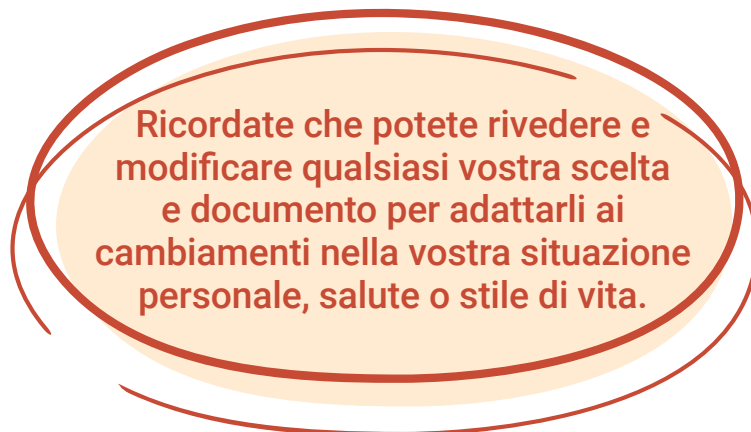 Ricordate che potete rivedere e
modificare qualsiasi vostra scelta
e documento per adattarli ai
cambiamenti nella vostra situazione
personale, salute o stile di vita.